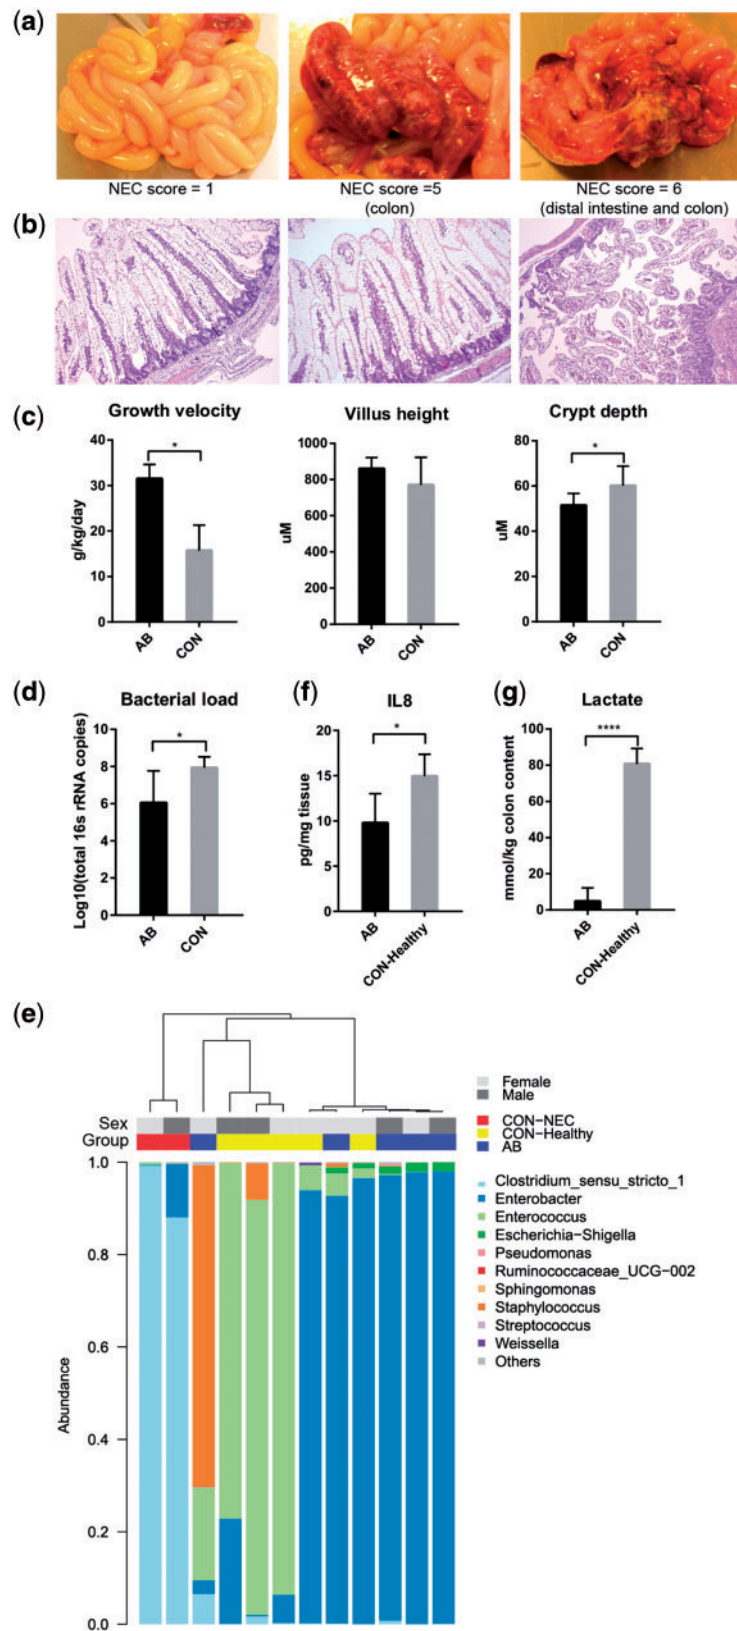 (a)
NEC score = 1
NEC score =5
(colon)
NEC score = 6
(distal intestine and colon)
(b)
(c)
Growth velocity
g/kg/day
40
30
20
10
0
*
AB
CON
Villus height
uM
1000
800
600
400
200
0
AB
CON
Crypt depth
uM
80
60
40
20
0
*
AB
CON
(d)
Bacterial load
Log10(total 16s rRNA copies)
10
8
6
4
2
0
*
AB
CON
(f)
IL8
pg/mg tissue
20
15
10
5
0
*
AB
CON-Healthy
(g)
Lactate
mmol/kg colon content
100
80
60
40
20
0
****
AB
CON-Healthy
(e)
Sex
Group
Female
Male
CON−NEC
CON−Healthy
AB
Abundance
1.0
0.8
0.6
0.4
0.2
0.0
Clostridium_sensu_stricto_1
Enterobacter
Enterococcus
Escherichia−Shigella
Pseudomonas
Ruminococcaceae_UCG−002
Sphingomonas
Staphylococcus
Streptococcus
Weissella
Others